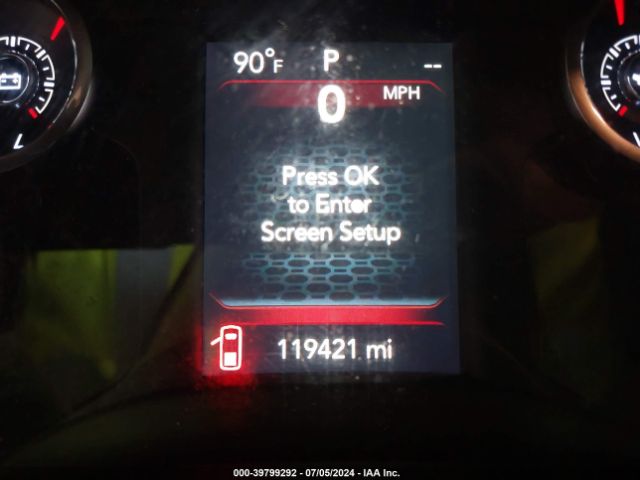 90°F P --
0 MPH
Press OK
to Enter
Screen Setup
119421 mi
000-39799292 - 07/05/2024 - IAA Inc.